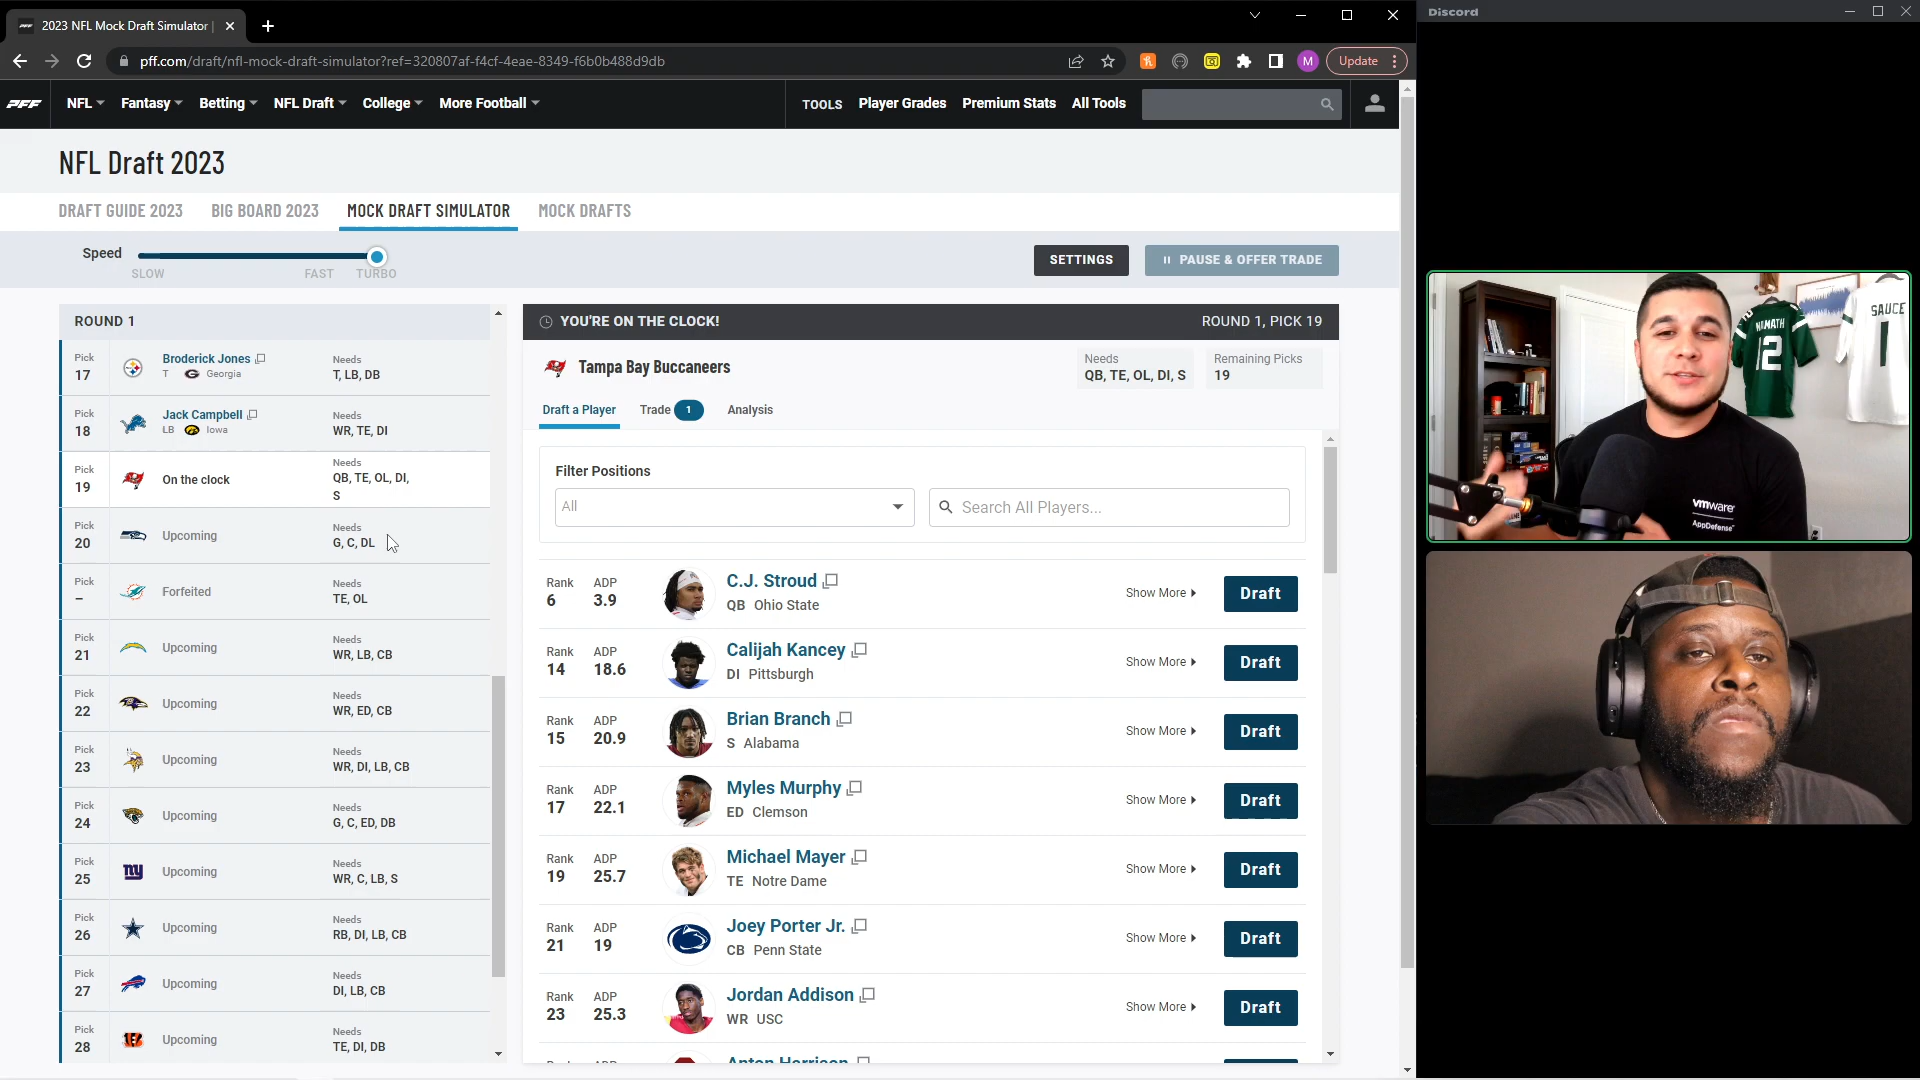 2023 NFL Mock Draft Simulator |
Discord
pff.com/draft/nfl-mock-draft-simulator?ref=320807af-f4cf-4eae-8349-f6b0b488d9db
M
Update
PFF
NFL
Fantasy
Betting
NFL Draft
College
More Football
TOOLS
Player Grades
Premium Stats
All Tools
NFL Draft 2023
DRAFT GUIDE 2023
BIG BOARD 2023
MOCK DRAFT SIMULATOR
MOCK DRAFTS
Speed
SLOW
FAST
TURBO
SETTINGS
PAUSE & OFFER TRADE
ROUND 1
Pick
17
Broderick Jones
T Georgia
Needs
T, LB, DB
Pick
18
Jack Campbell
LB Iowa
Needs
WR, TE, DI
Pick
19
On the clock
Needs
QB, TE, OL, DI,
S
Pick
20
Upcoming
Needs
G, C, DL
Pick
–
Forfeited
Needs
TE, OL
Pick
21
Upcoming
Needs
WR, LB, CB
Pick
22
Upcoming
Needs
WR, ED, CB
Pick
23
Upcoming
Needs
WR, DI, LB, CB
Pick
24
Upcoming
Needs
G, C, ED, DB
Pick
25
ny
Upcoming
Needs
WR, C, LB, S
Pick
26
Upcoming
Needs
RB, DI, LB, CB
Pick
27
Upcoming
Needs
DI, LB, CB
Pick
28
Upcoming
Needs
TE, DI, DB
YOU'RE ON THE CLOCK!
ROUND 1, PICK 19
Tampa Bay Buccaneers
Needs
QB, TE, OL, DI, S
Remaining Picks
19
Draft a Player
Trade 1
Analysis
Filter Positions
All
Search All Players...
Rank
6
ADP
3.9
C.J. Stroud
QB Ohio State
Show More
Draft
Rank
14
ADP
18.6
Calijah Kancey
DI Pittsburgh
Show More
Draft
Rank
15
ADP
20.9
Brian Branch
S Alabama
Show More
Draft
Rank
17
ADP
22.1
Myles Murphy
ED Clemson
Show More
Draft
Rank
19
ADP
25.7
Michael Mayer
TE Notre Dame
Show More
Draft
Rank
21
ADP
19
Joey Porter Jr.
CB Penn State
Show More
Draft
Rank
23
ADP
25.3
Jordan Addison
WR USC
Show More
Draft
Anton Harrison
NAMATH
12
SAUCE
1
vmware
AppDefense